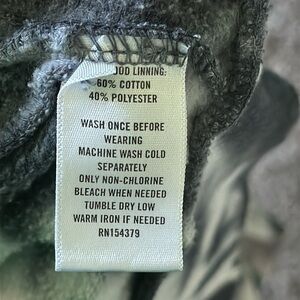 LINNING:
60% COTTON
40% POLYESTER
WASH ONCE BEFORE
WEARING
MACHINE WASH COLD
SEPARATELY
ONLY NON-CHLORINE
BLEACH WHEN NEEDED
TUMBLE DRY LOW
WARM IRON IF NEEDED
RN154379